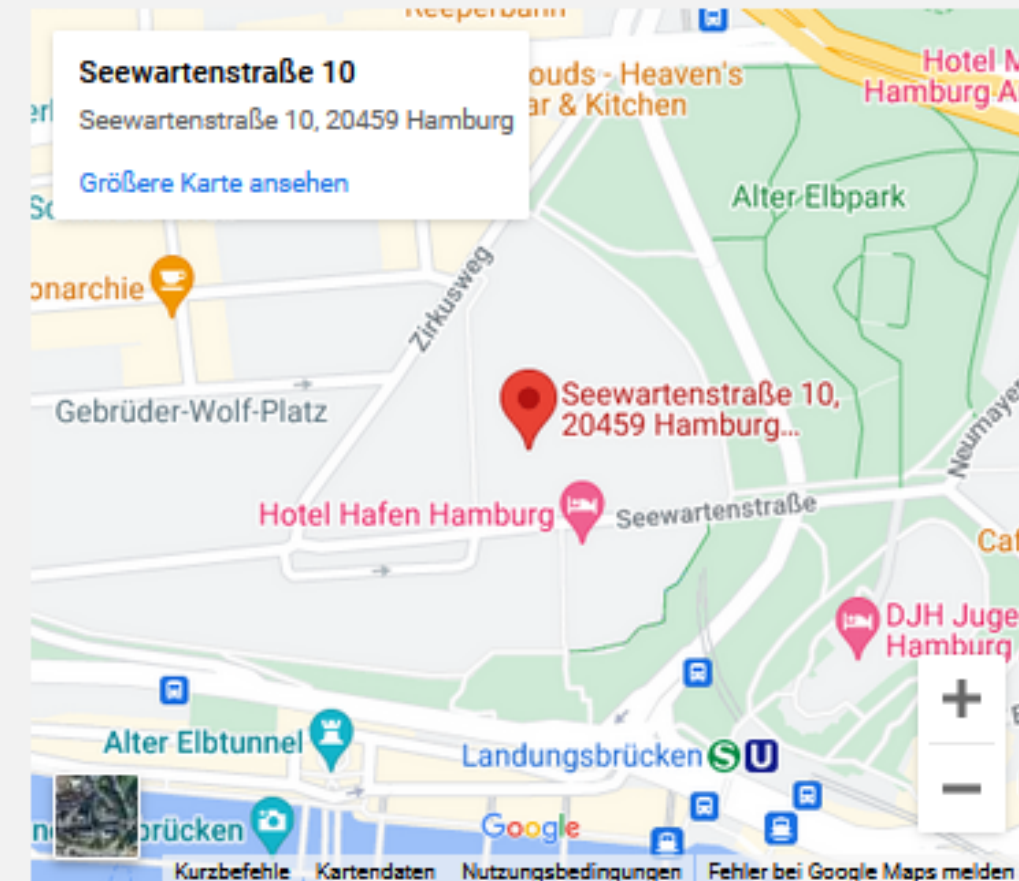 Reeperbahn
Seewartenstraße 10
Seewartenstraße 10, 20459 Hamburg
Größere Karte ansehen
ouds - Heaven's
ar & Kitchen
Hotel M
Hamburg A
Alter Elbpark
onarchie
Zirkusweg
Gebrüder-Wolf-Platz
Seewartenstraße 10,
20459 Hamburg...
Neumayer
Hotel Hafen Hamburg
Seewartenstraße
Caf
DJH Juge
Hamburg
+
Alter Elbtunnel
Landungsbrücken S U
−
brücken
Google
Kurzbefehle Kartendaten Nutzungsbedingungen Fehler bei Google Maps melden